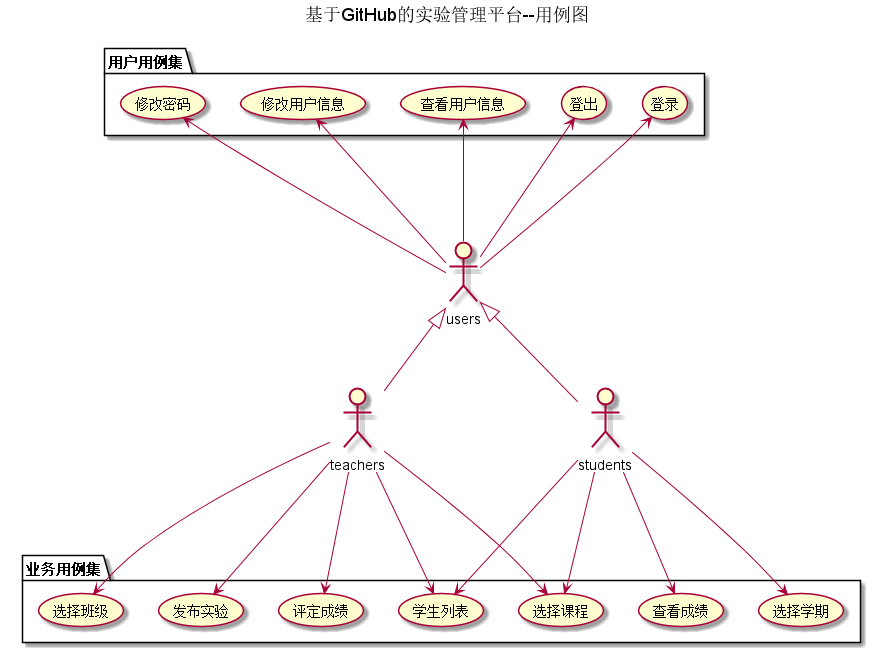 基于GitHub的实验管理平台--用例图
用户用例集
修改密码
修改用户信息
查看用户信息
登出
登录
users
teachers
students
业务用例集
选择班级
发布实验
评定成绩
学生列表
选择课程
查看成绩
选择学期